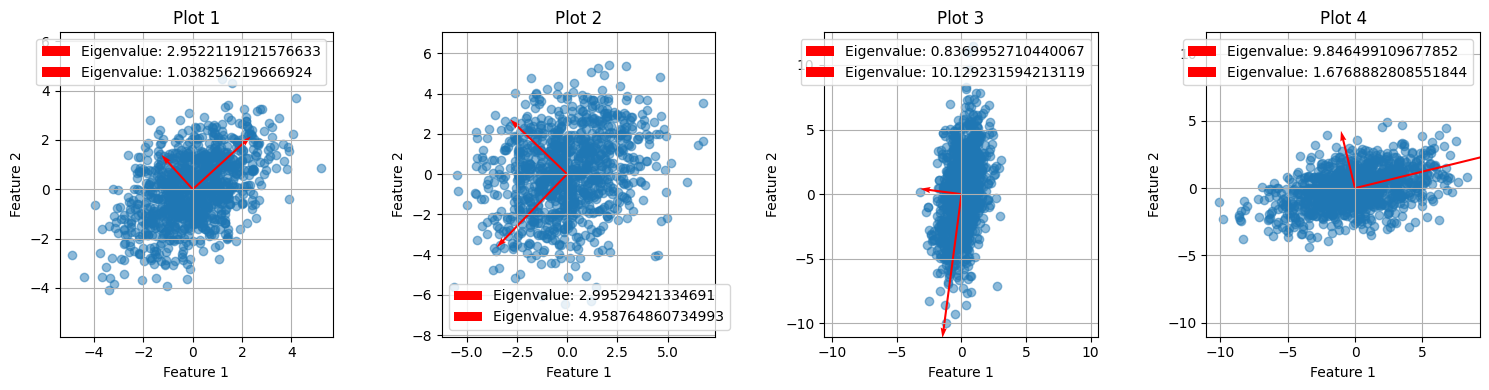 Plot 1
Eigenvalue: 2.9522119121576633
Eigenvalue: 1.038256219666924
6
4
2
0
−2
−4
−4
−2
0
2
4
Feature 1
Feature 2
Plot 2
Eigenvalue: 2.99529421334691
Eigenvalue: 4.958764860734993
6
4
2
0
−2
−4
−6
−8
−5.0
−2.5
0.0
2.5
5.0
Feature 1
Feature 2
Plot 3
Eigenvalue: 0.8369952710440067
Eigenvalue: 10.129231594213119
10
5
0
−5
−10
−10
−5
0
5
10
Feature 1
Feature 2
Plot 4
Eigenvalue: 9.846499109677852
Eigenvalue: 1.6768882808551844
10
5
0
−5
−10
−10
−5
0
5
Feature 1
Feature 2